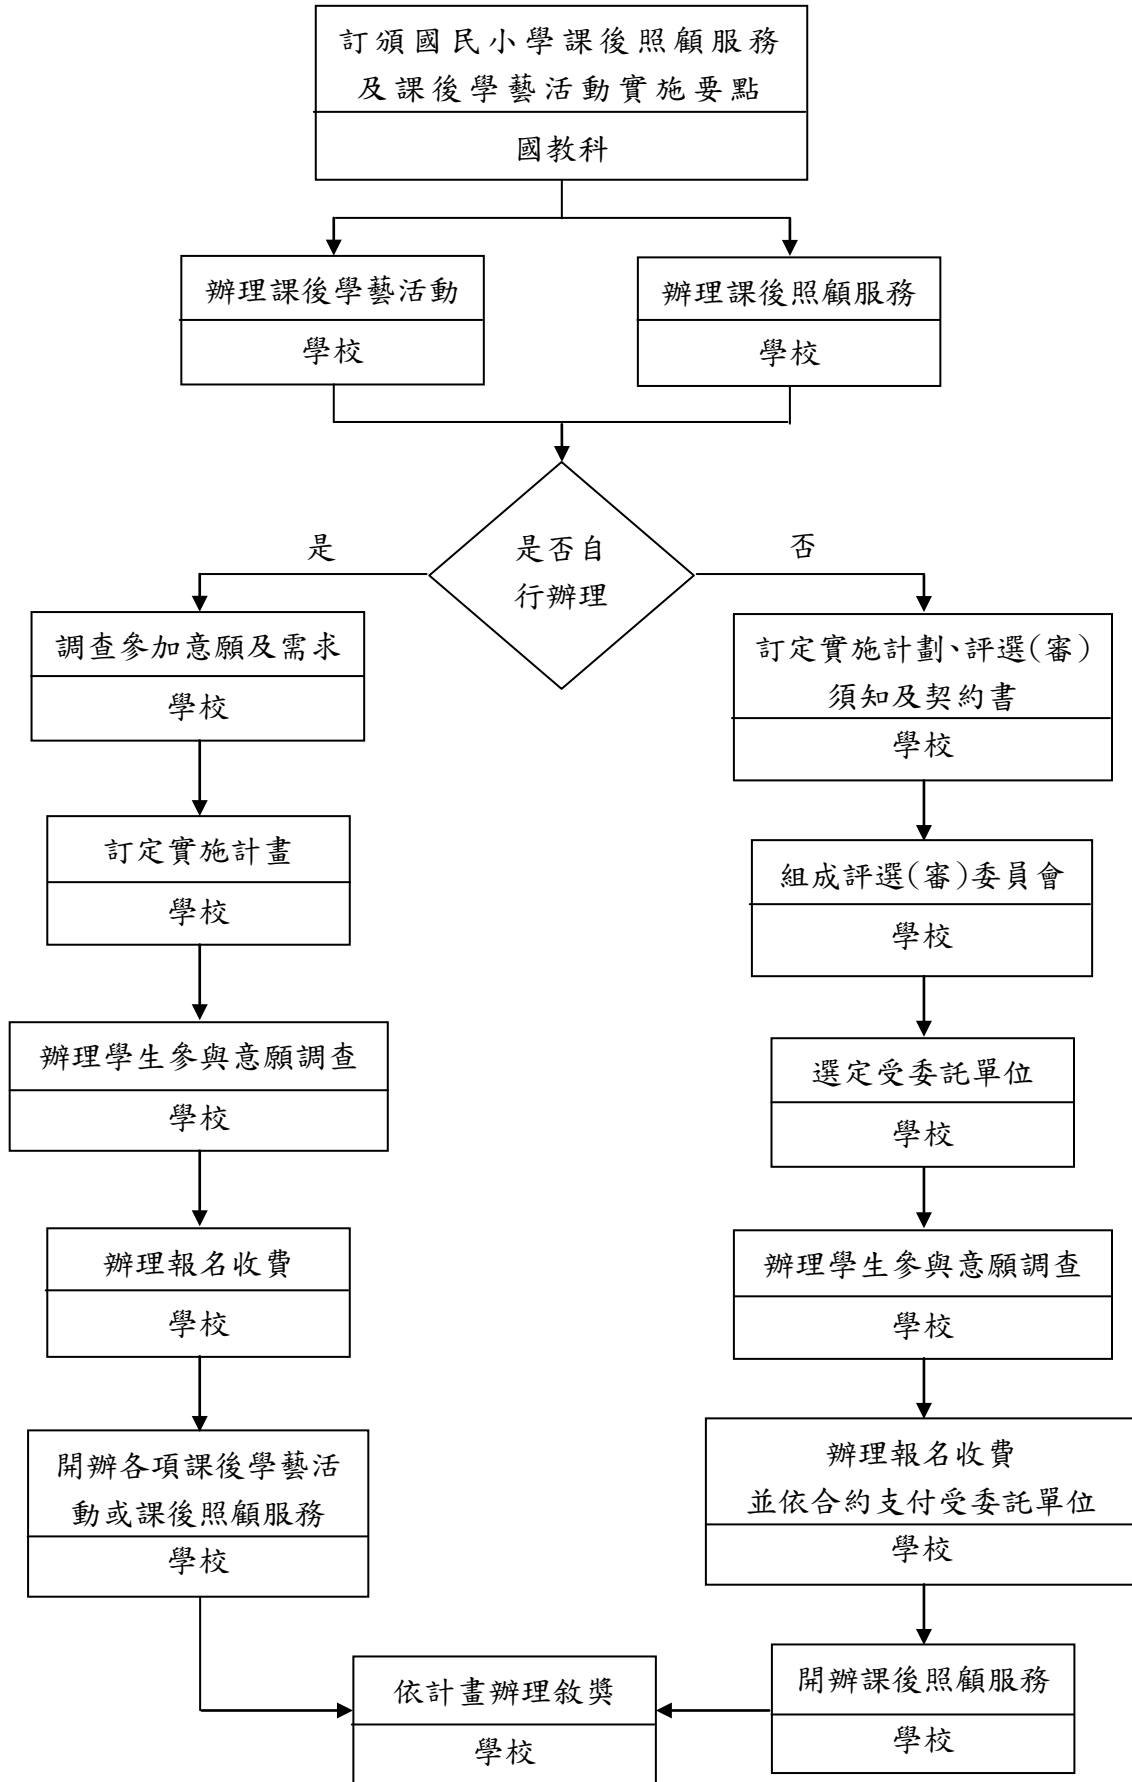 訂頒國民小學課後照顧服務
及課後學藝活動實施要點
國教科
辦理課後學藝活動
學校
辦理課後照顧服務
學校
是否自
行辦理
是
否
調查參加意願及需求
學校
訂定實施計畫
學校
辦理學生參與意願調查
學校
辦理報名收費
學校
開辦各項課後學藝活
動或課後照顧服務
學校
訂定實施計劃、評選(審)
須知及契約書
學校
組成評選(審)委員會
學校
選定受委託單位
學校
辦理學生參與意願調查
學校
辦理報名收費
並依合約支付受委託單位
學校
開辦課後照顧服務
學校
依計畫辦理敘獎
學校